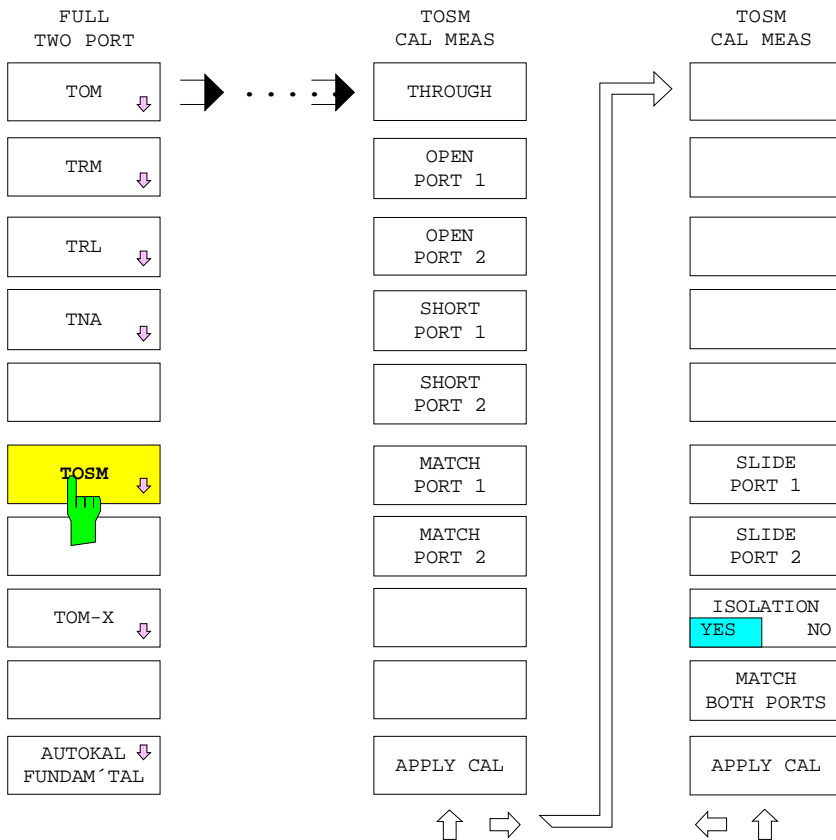 FULL
TWO PORT
TOM
TRM
TRL
TNA
TOSM
TOM-X
AUTOKAL
FUNDAM´TAL
TOSM
CAL MEAS
THROUGH
OPEN
PORT 1
OPEN
PORT 2
SHORT
PORT 1
SHORT
PORT 2
MATCH
PORT 1
MATCH
PORT 2
APPLY CAL
TOSM
CAL MEAS
SLIDE
PORT 1
SLIDE
PORT 2
ISOLATION
YES NO
MATCH
BOTH PORTS
APPLY CAL